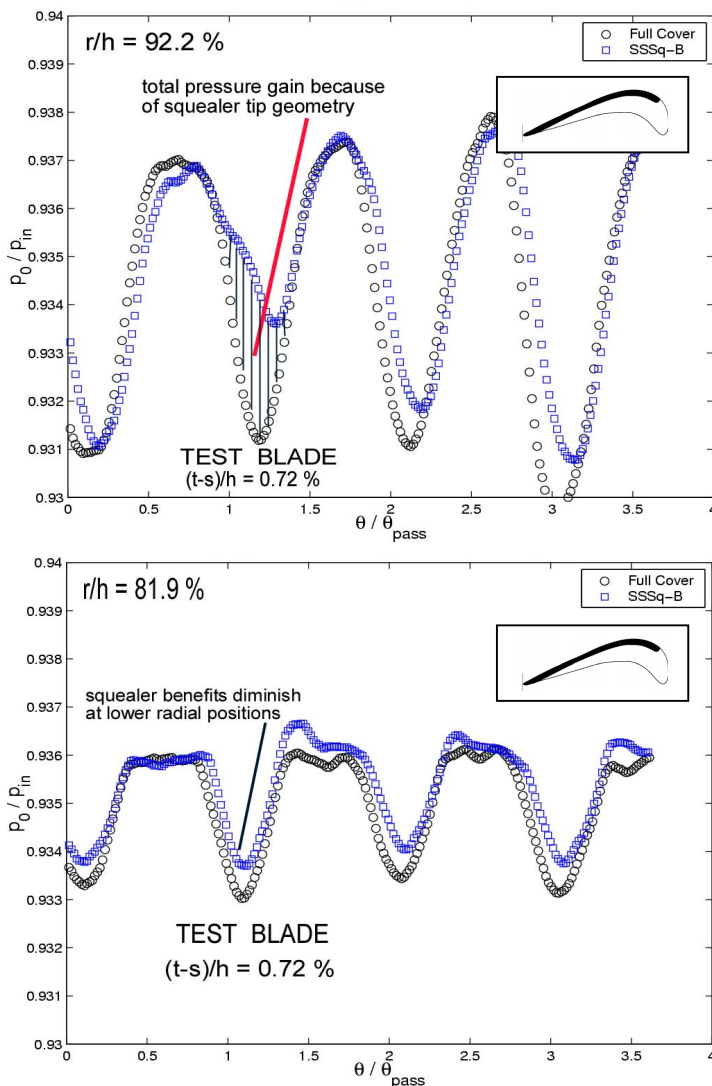 0.94
r/h = 92.2 %
Full Cover
SSSq-B
0.939
total pressure gain because
of squealer tip geometry
0.938
0.937
0.936
0.935
p0 / pin
0.934
0.933
0.932
0.931
TEST BLADE
(t-s)/h = 0.72 %
0.93
0 0.5 1 1.5 2 2.5 3 3.5 4
θ / θpass
0.94
r/h = 81.9 %
Full Cover
SSSq-B
0.939
0.938
0.937
squealer benefits diminish
at lower radial positions
0.936
p0 / pin
0.935
0.934
0.933
0.932
TEST BLADE
(t-s)/h = 0.72 %
0.931
0.93
0 0.5 1 1.5 2 2.5 3 3.5 4
θ / θpass